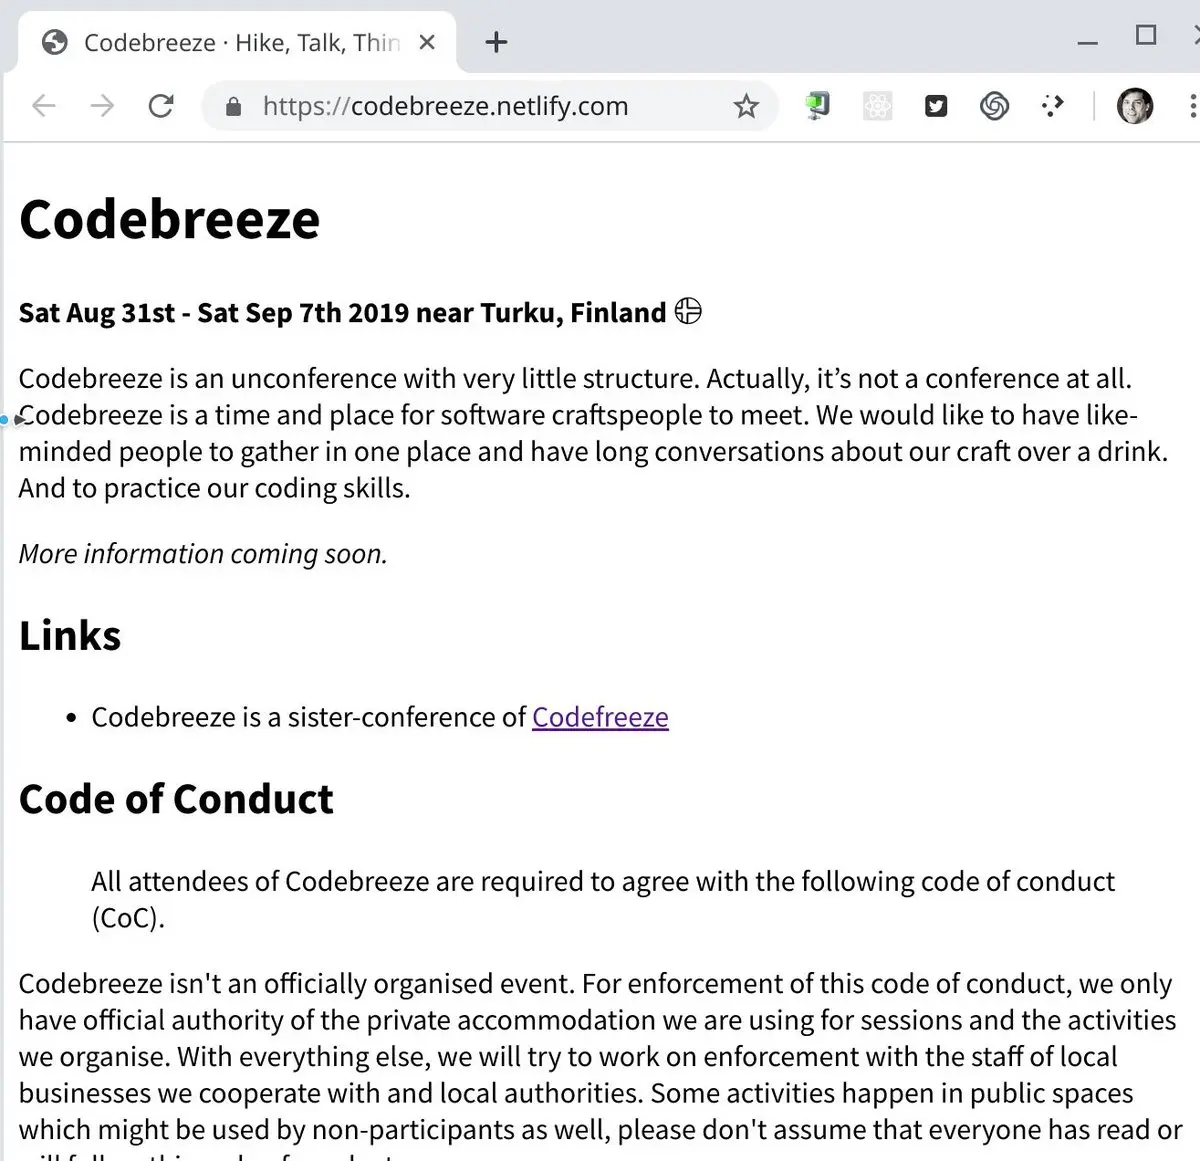 Codebreeze · Hike, Talk, Thin
https://codebreeze.netlify.com
Codebreeze
Sat Aug 31st - Sat Sep 7th 2019 near Turku, Finland
Codebreeze is an unconference with very little structure. Actually, it’s not a conference at all.
Codebreeze is a time and place for software craftspeople to meet. We would like to have like-
minded people to gather in one place and have long conversations about our craft over a drink.
And to practice our coding skills.
More information coming soon.
Links
• Codebreeze is a sister-conference of Codefreeze
Code of Conduct
All attendees of Codebreeze are required to agree with the following code of conduct
(CoC).
Codebreeze isn't an officially organised event. For enforcement of this code of conduct, we only
have official authority of the private accommodation we are using for sessions and the activities
we organise. With everything else, we will try to work on enforcement with the staff of local
businesses we cooperate with and local authorities. Some activities happen in public spaces
which might be used by non-participants as well, please don't assume that everyone has read or